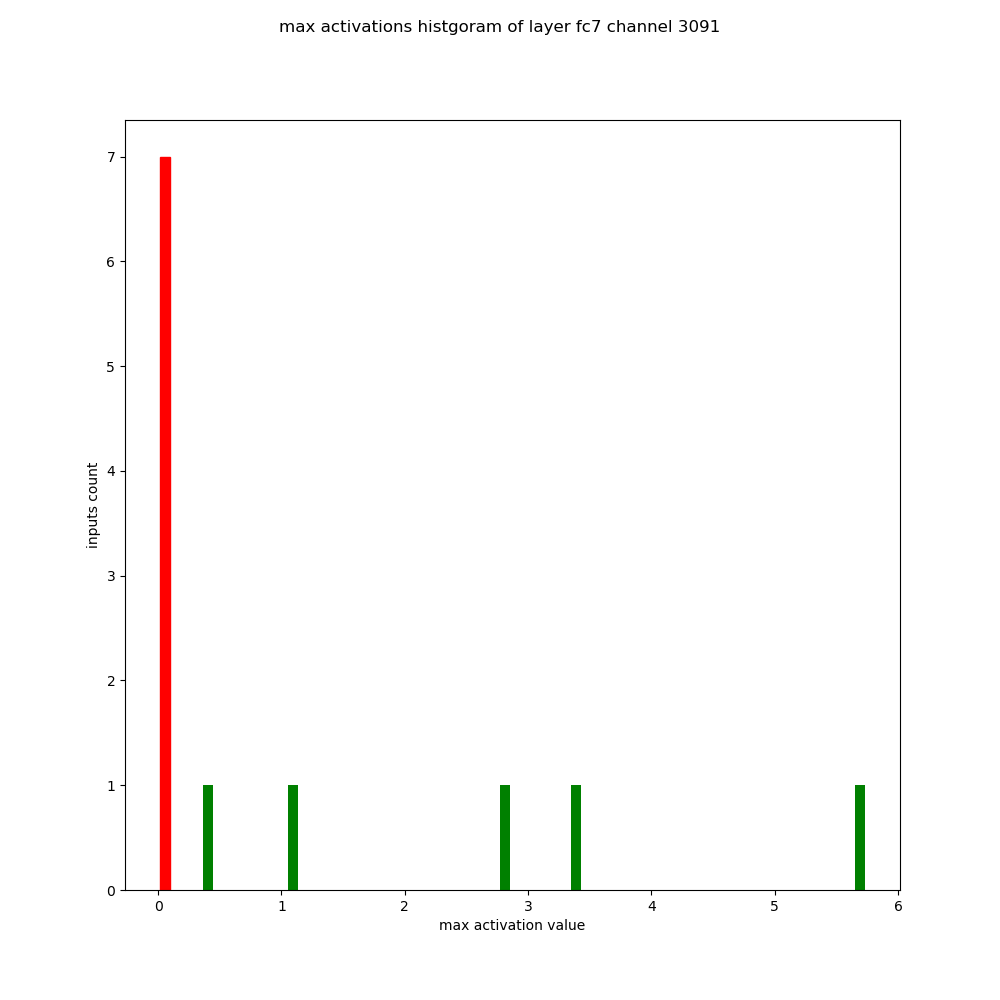 max activations histgoram of layer fc7 channel 3091
7
6
5
4
3
2
1
0
inputs count
0 1 2 3 4 5 6
max activation value